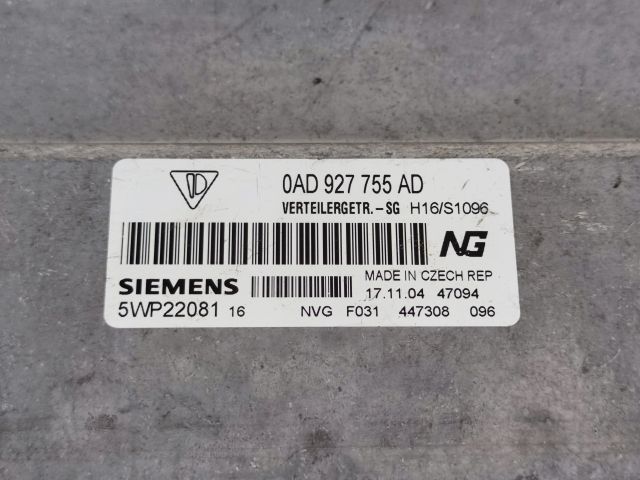 0AD 927 755 AD
VERTEILERGETR.-SG H16/S1096
NG
SIEMENS MADE IN CZECH REP
17.11.04 47094
5WP22081 16 NVG F031 447308 096